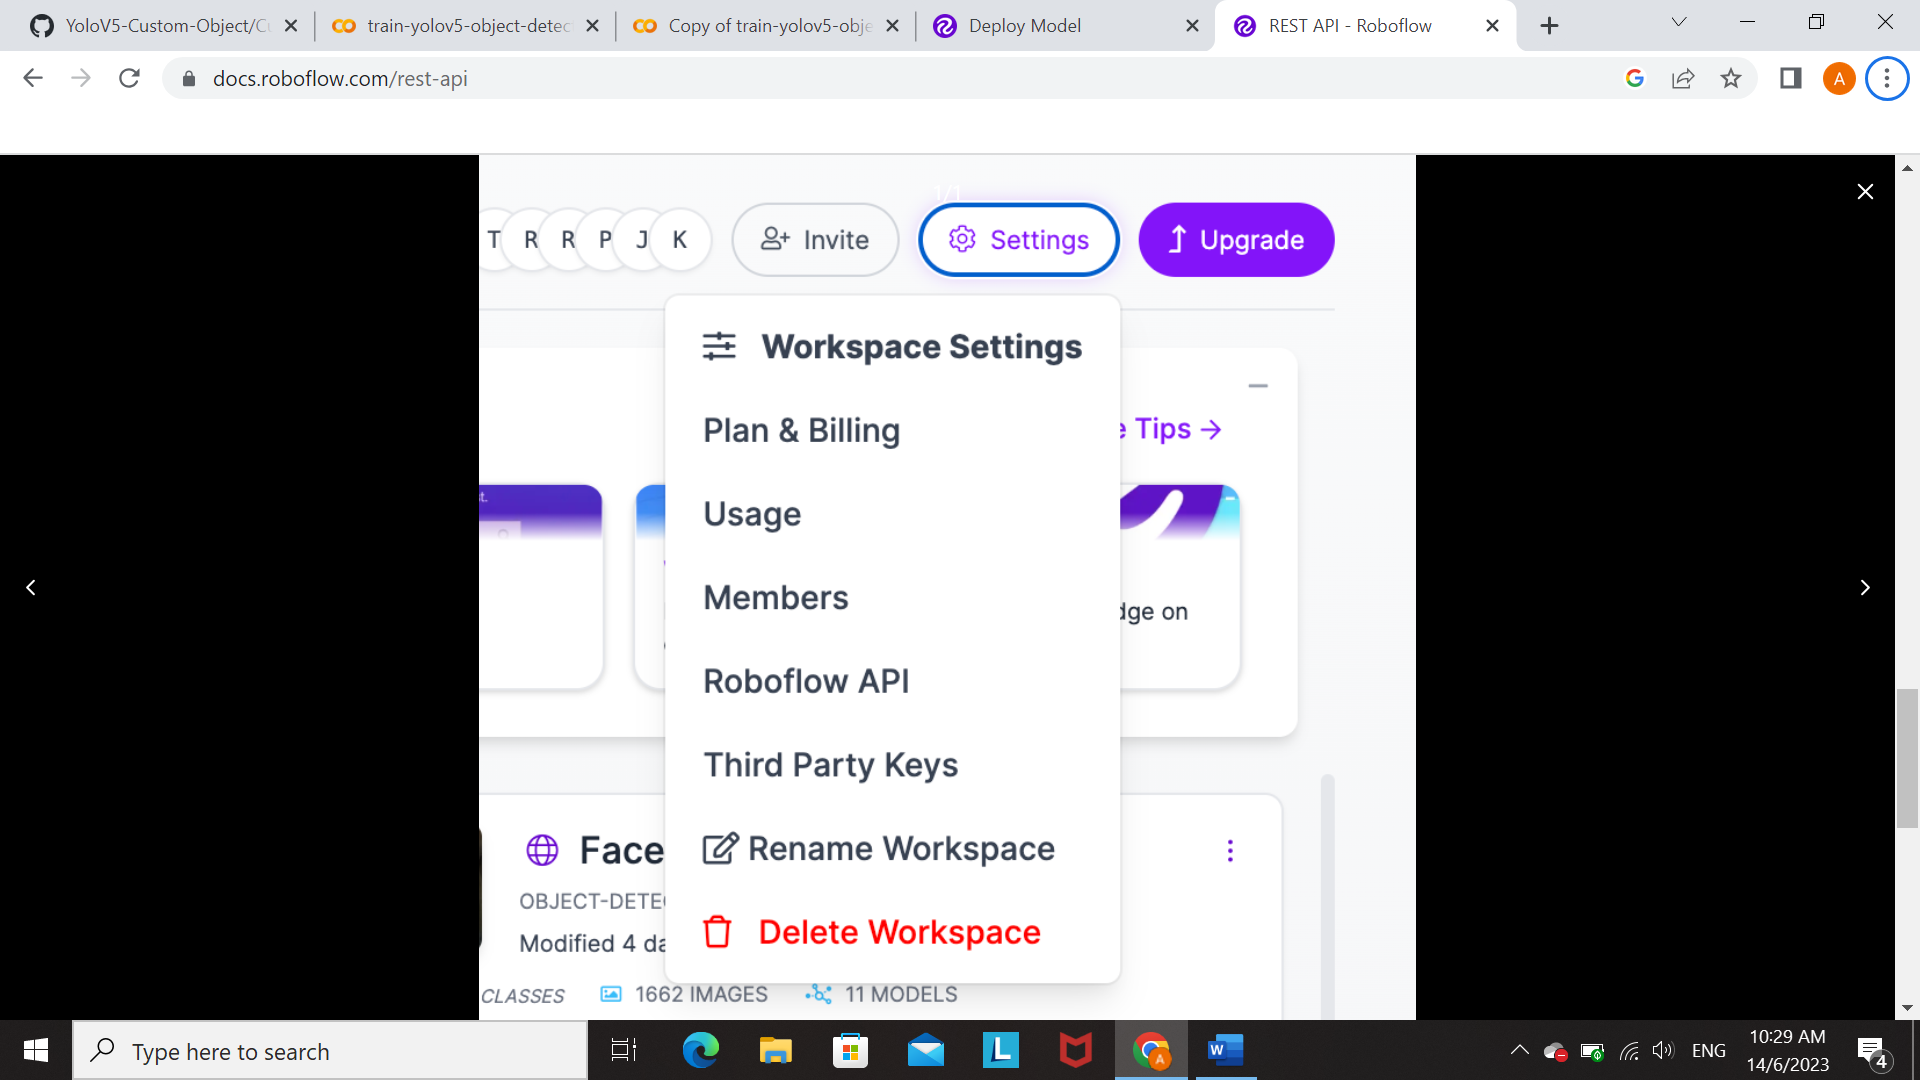 YoloV5-Custom-Object/Cu
train-yolov5-object-detec
Copy of train-yolov5-obje
Deploy Model
REST API - Roboflow
docs.roboflow.com/rest-api
A
1/1
T R R P J K
Invite
Settings
Upgrade
Workspace Settings
Plan & Billing
e Tips →
Usage
Members
dge on
Roboflow API
Third Party Keys
Face
Rename Workspace
OBJECT-DETE
Modified 4 da
Delete Workspace
CLASSES
1662 IMAGES
11 MODELS
Type here to search
L
A
W
ENG
10:29 AM
14/6/2023
4